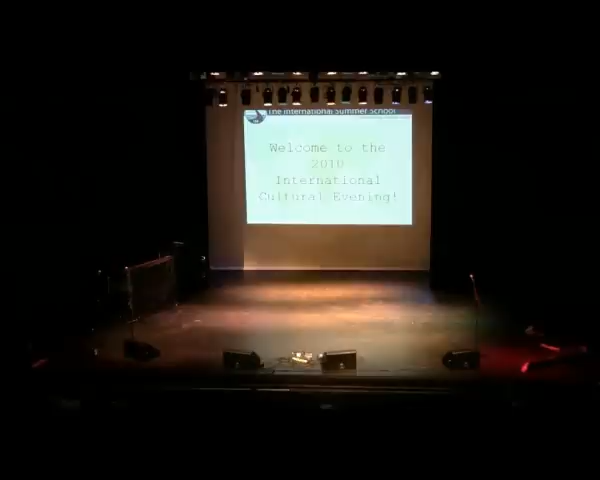 The International Summer School
Welcome to the
2010
International
Cultural Evening!